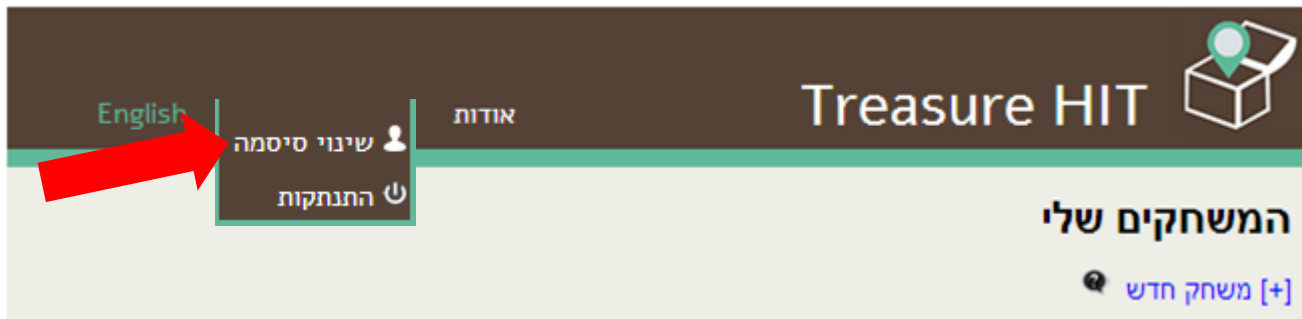 Treasure HIT
אודות
שינוי סיסמה
התנתקות
English
המשחקים שלי
[+] משחק חדש